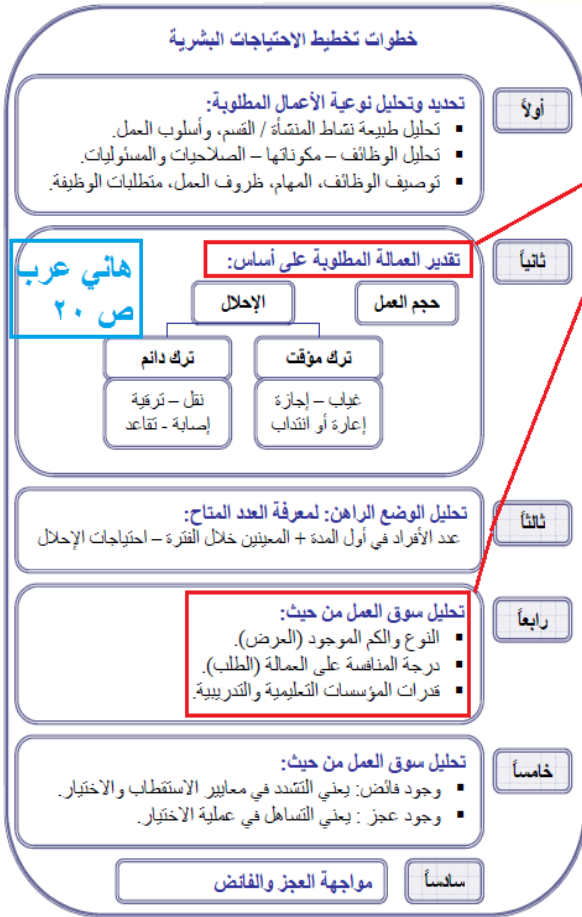 خطوات تخطيط الاحتياجات البشرية
أولاً
تحديد وتحليل نوعية الأعمال المطلوبة:
▪ تحليل طبيعة نشاط المنشأة / القسم، وأسلوب العمل.
▪ تحليل الوظائف – مكوناتها – الصلاحيات والمسئوليات.
▪ توصيف الوظائف، المهام، ظروف العمل، متطلبات الوظيفة.
ثانياً
تقدير العمالة المطلوبة على أساس:
هاني عرب
ص ٢٠
حجم العمل
الإحلال
ترك مؤقت
ترك دائم
غياب – إجازة
إعارة أو انتداب
نقل – ترقية
إصابة - تقاعد
ثالثاً
تحليل الوضع الراهن: لمعرفة العدد المتاح:
عدد الأفراد في أول المدة + المعينين خلال الفترة – احتياجات الإحلال
رابعاً
تحليل سوق العمل من حيث:
▪ النوع والكم الموجود (العرض).
▪ درجة المنافسة على العمالة (الطلب).
▪ قدرات المؤسسات التعليمية والتدريبية.
خامساً
تحليل سوق العمل من حيث:
▪ وجود فائض: يعني التشدد في معايير الاستقطاب والاختيار.
▪ وجود عجز : يعني التساهل في عملية الاختيار.
سادساً
مواجهة العجز والفائض